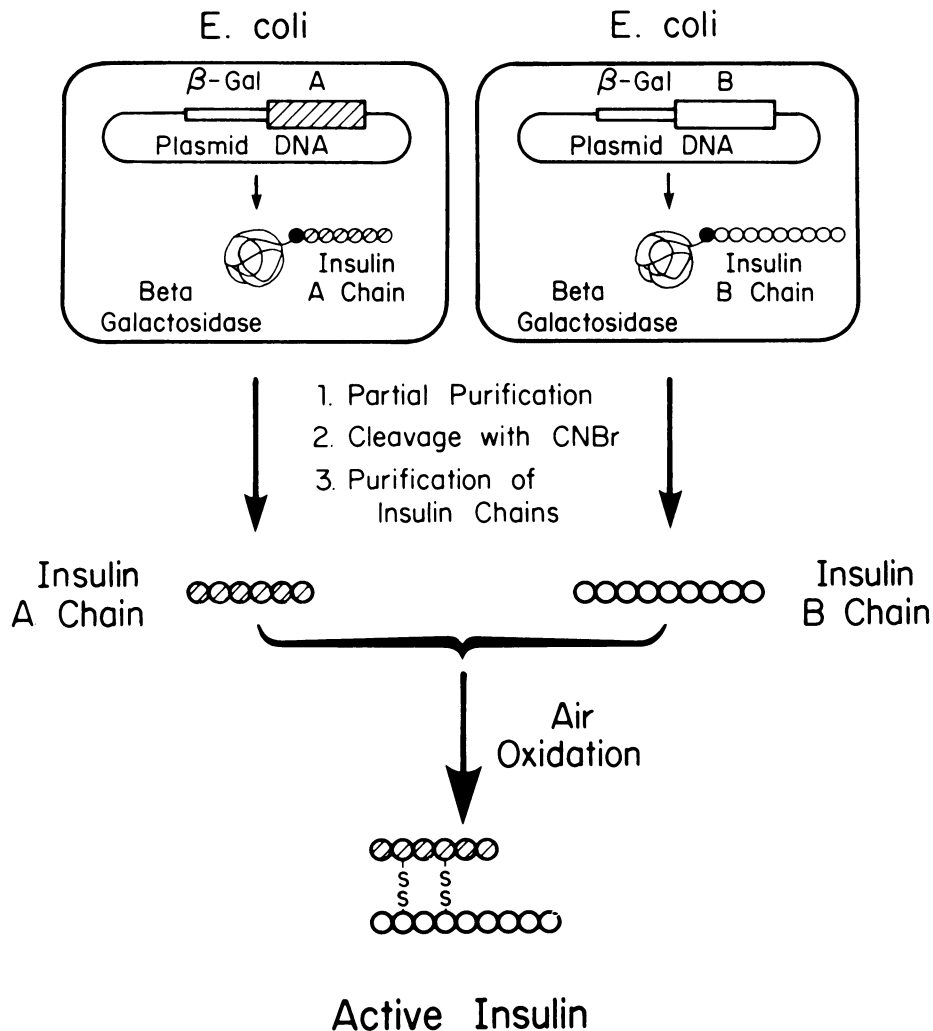 E. coli
β-Gal A
Plasmid DNA
Insulin
A Chain
Beta
Galactosidase
E. coli
β-Gal B
Plasmid DNA
Insulin
B Chain
Beta
Galactosidase
1. Partial Purification
2. Cleavage with CNBr
3. Purification of
Insulin Chains
Insulin
A Chain
Insulin
B Chain
Air
Oxidation
S S
S S
Active Insulin